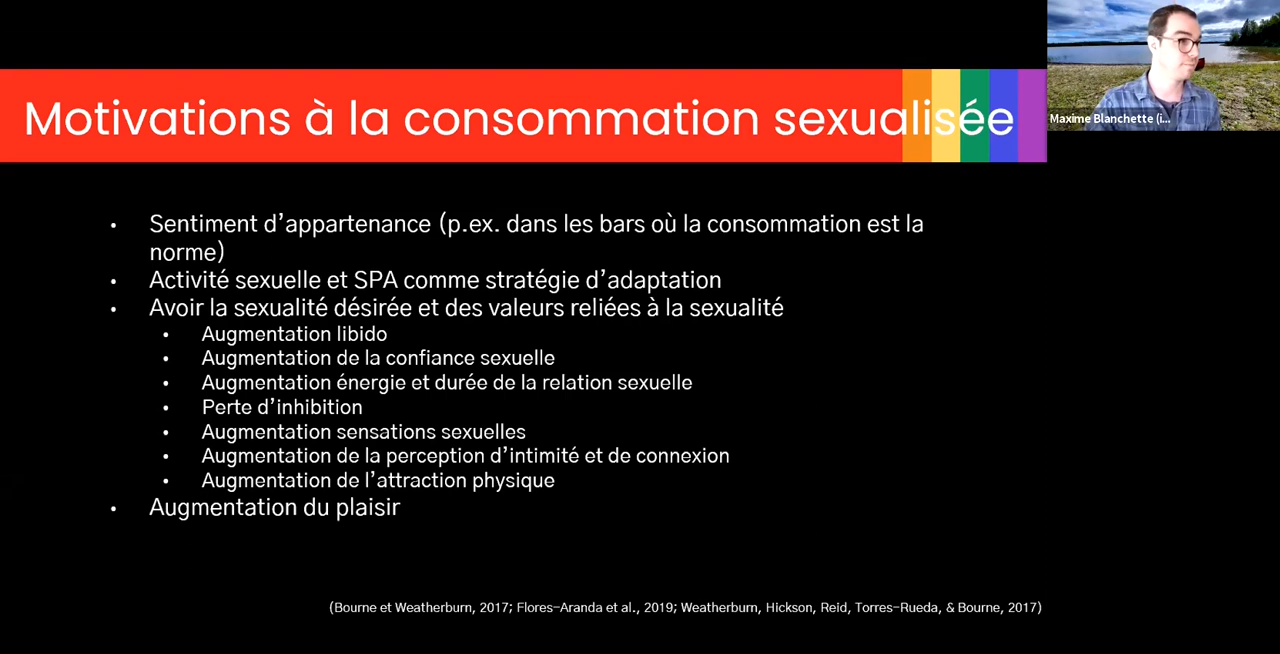 Motivations à la consommation sexualisée
Maxime Blanchette (i...
• Sentiment d’appartenance (p.ex. dans les bars où la consommation est la
norme)
• Activité sexuelle et SPA comme stratégie d’adaptation
• Avoir la sexualité désirée et des valeurs reliées à la sexualité
• Augmentation libido
• Augmentation de la confiance sexuelle
• Augmentation énergie et durée de la relation sexuelle
• Perte d’inhibition
• Augmentation sensations sexuelles
• Augmentation de la perception d’intimité et de connexion
• Augmentation de l’attraction physique
• Augmentation du plaisir
(Bourne et Weatherburn, 2017; Flores-Aranda et al., 2019; Weatherburn, Hickson, Reid, Torres-Rueda, & Bourne, 2017)